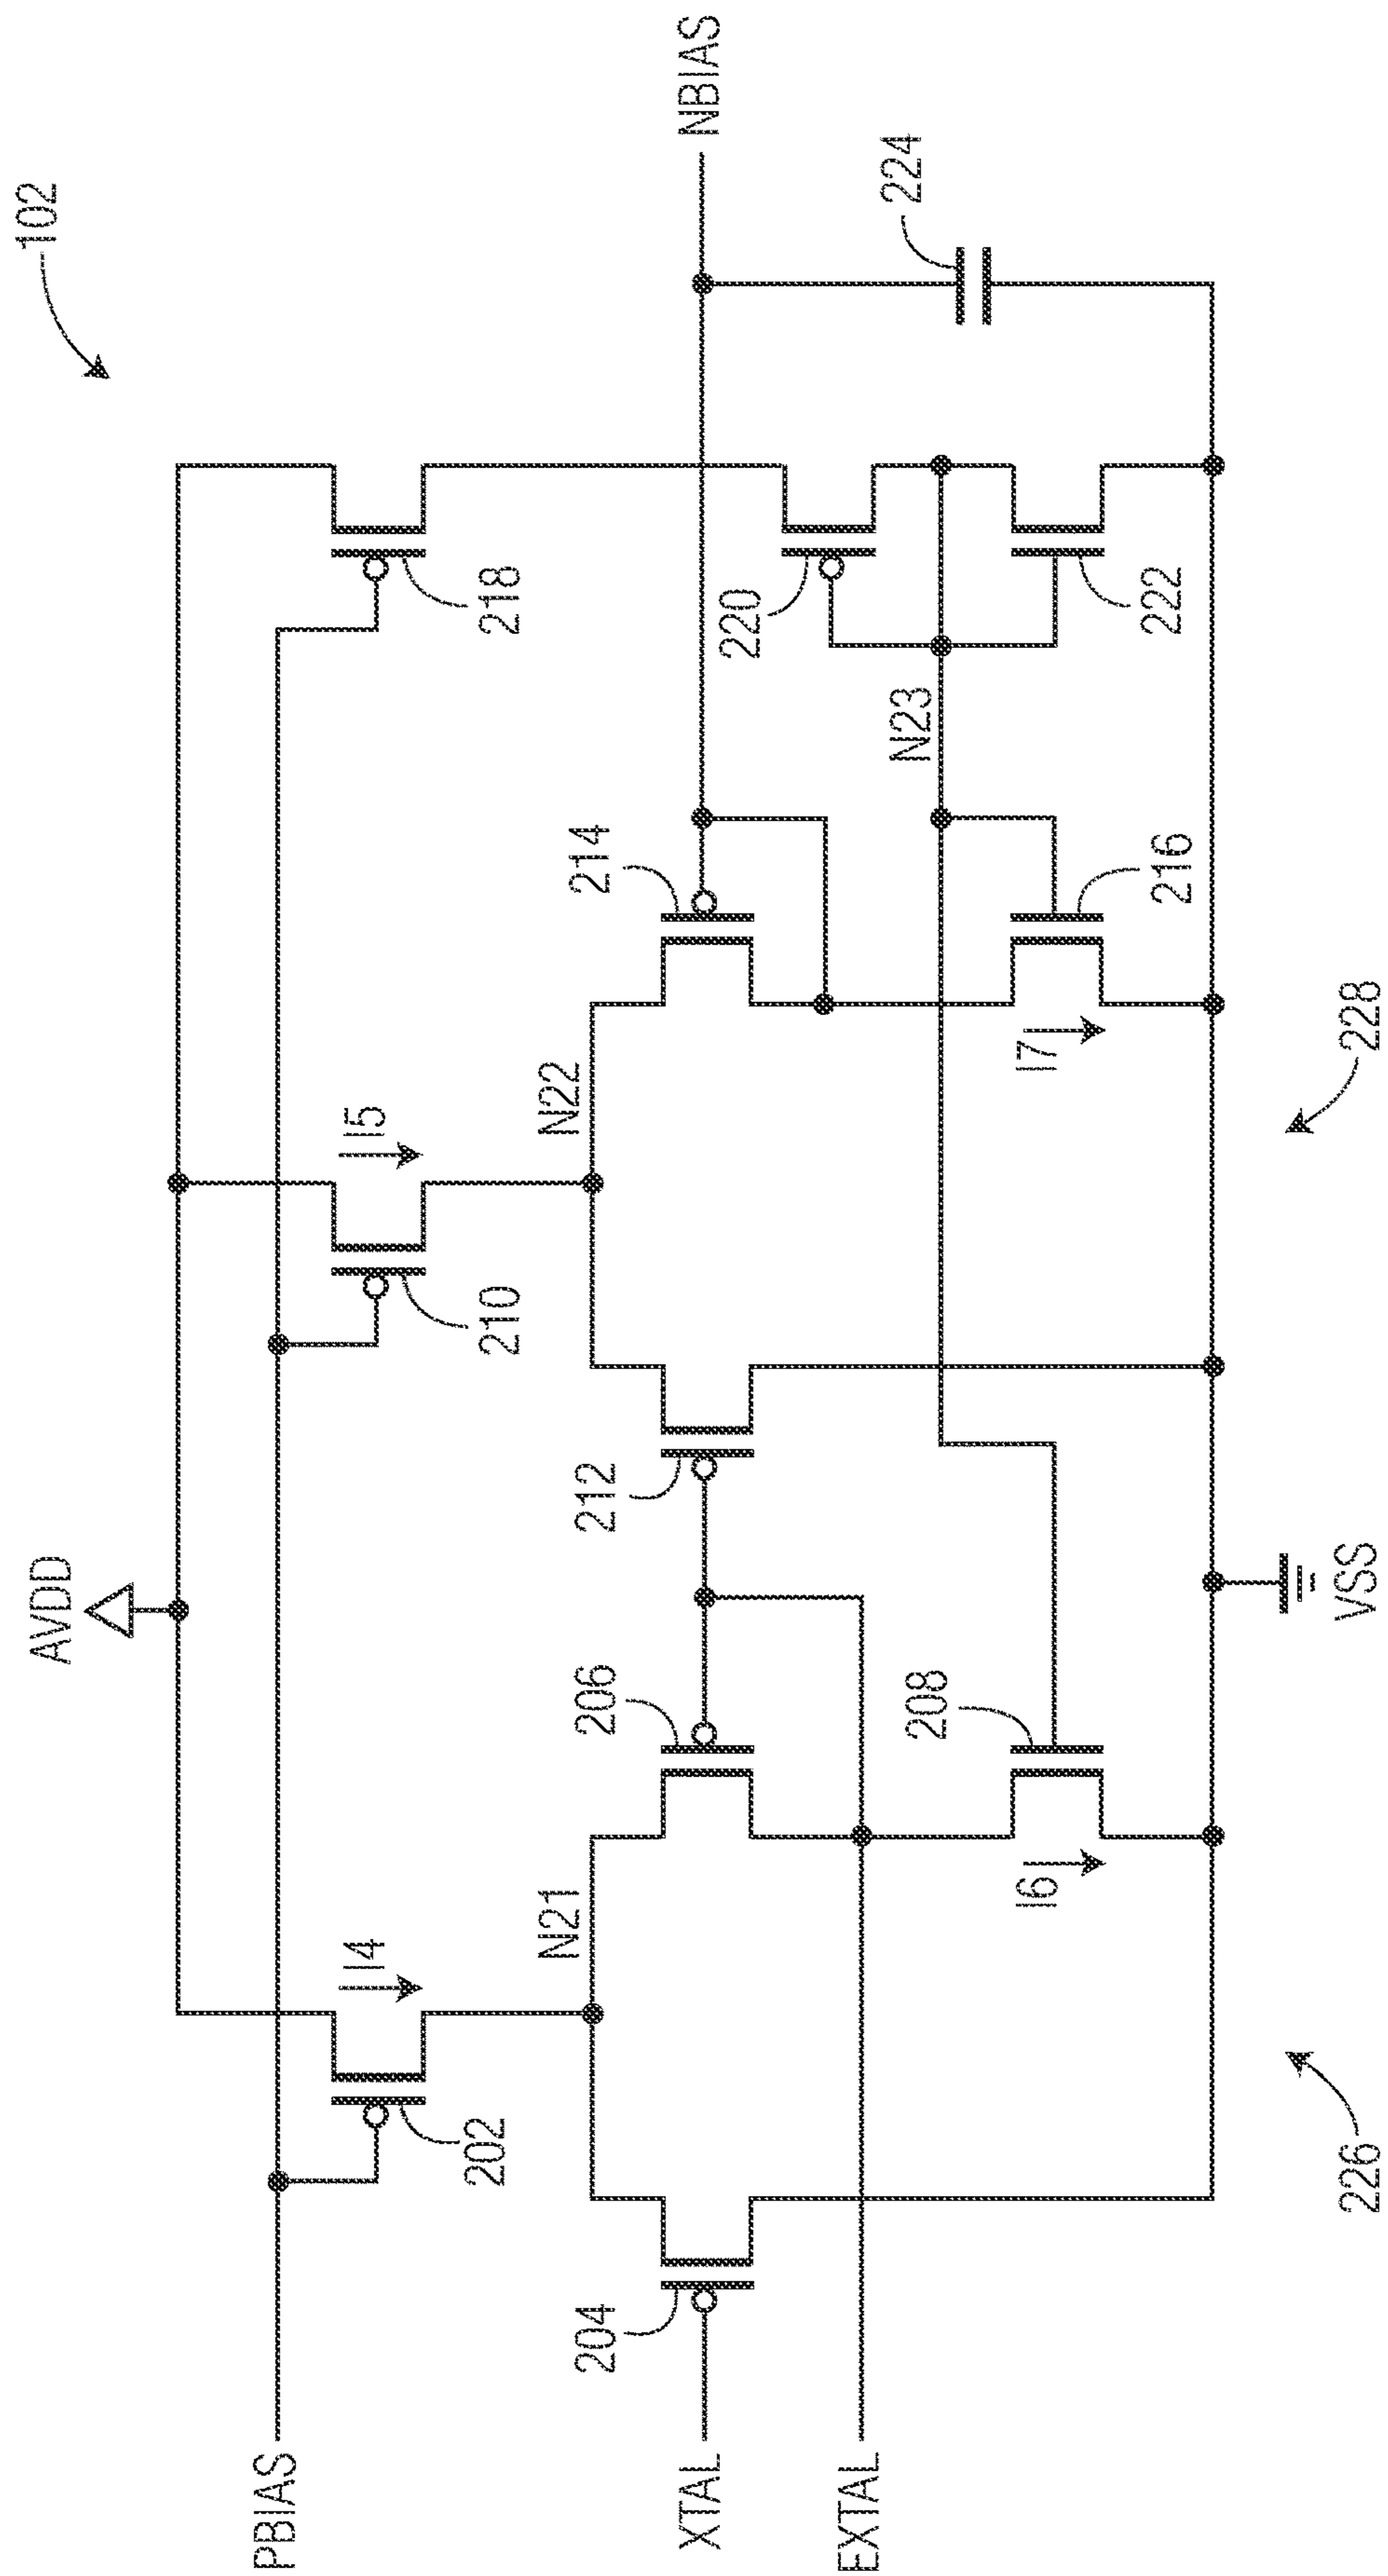 102
AVDD
PBIAS
XTAL
EXTAL
NBIAS
202
I4
204
N21
206
208
I6
210
I5
212
N22
214
216
I7
218
220
N23
222
224
VSS
226
228